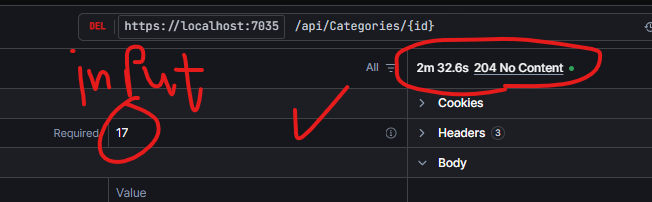 DEL https://localhost:7035 /api/Categories/{id}
input
All
2m 32.6s 204 No Content
Cookies
Required 17
Headers 3
Body
Value